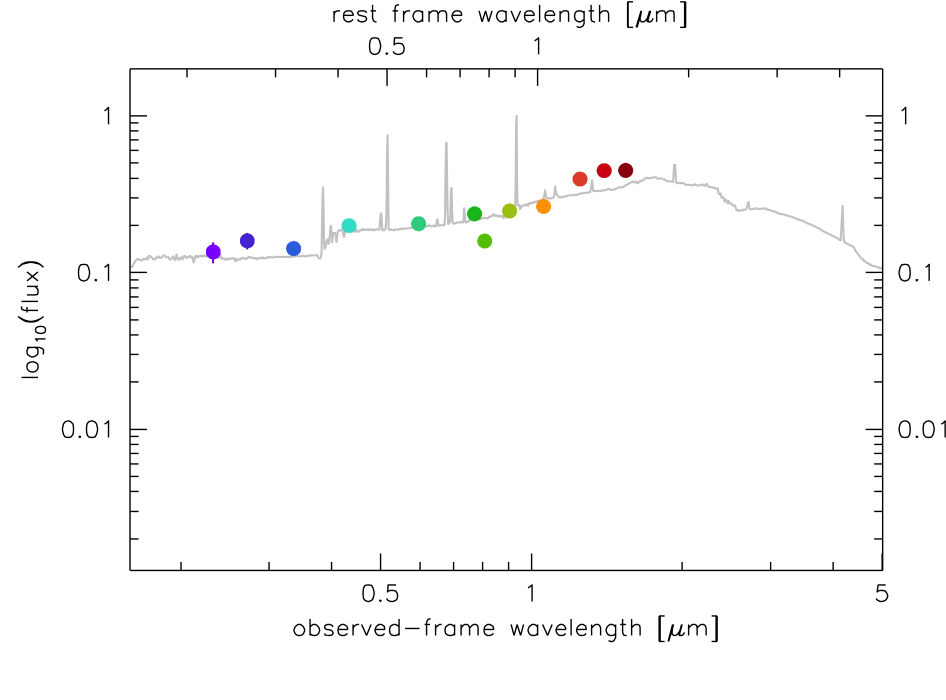 rest frame wavelength [μm]
0.5 1
1 1
0.1 0.1
log10(flux)
0.01 0.01
0.5 1 5
observed-frame wavelength [μm]